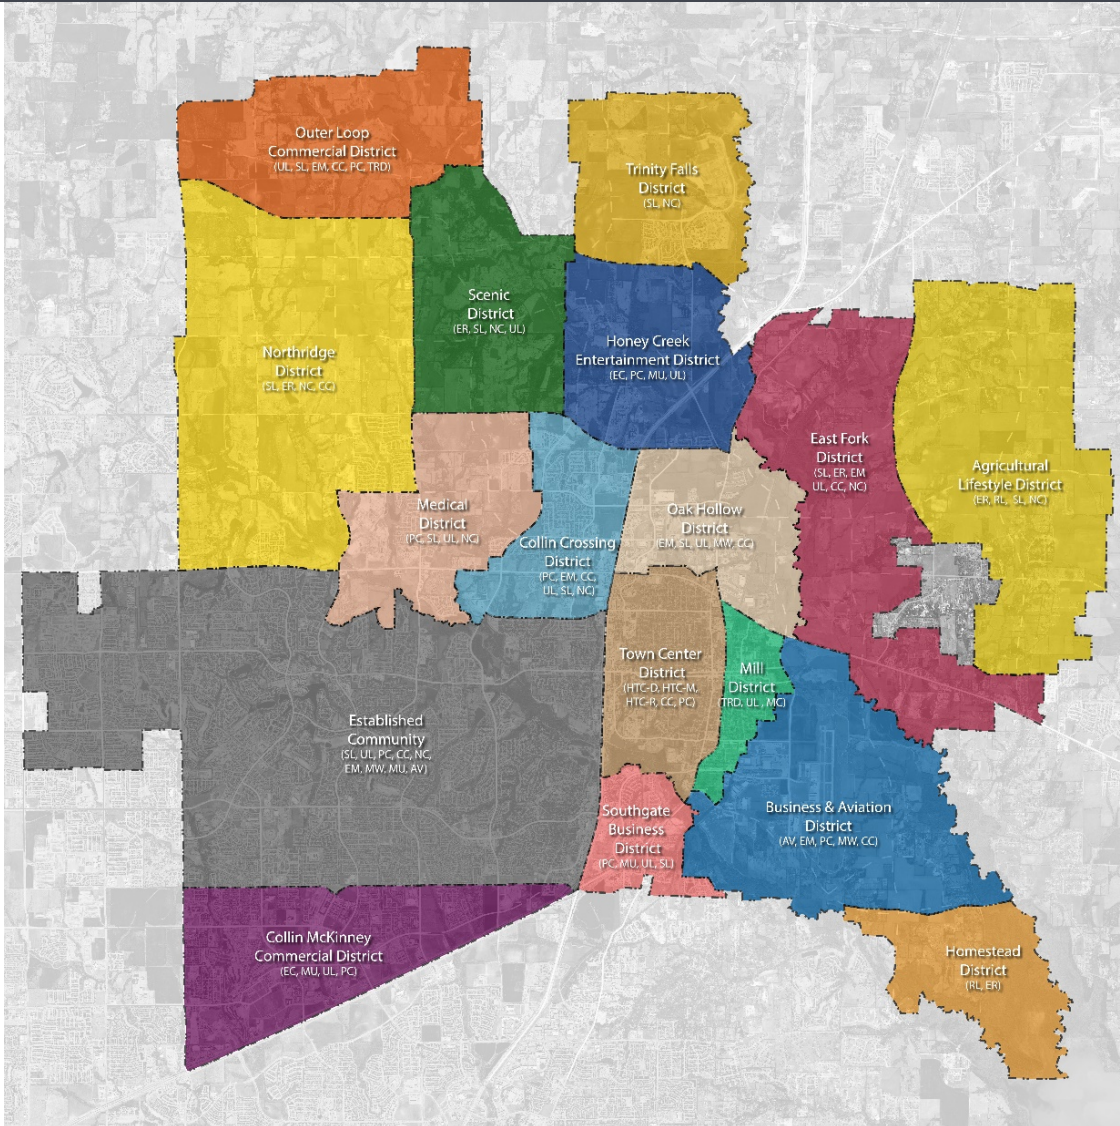 Outer Loop
Commercial District
(UL, SL, EM, CC, PC, TRD)
Trinity Falls
District
(SL, NC)
Scenic
District
(ER, SL, NC, UL)
Northridge
District
(SL, ER, NC, CC)
Honey Creek
Entertainment District
(EC, PC, MU, UL)
East Fork
District
(SL, ER, EM
UL, CC, NC)
Agricultural
Lifestyle District
(ER, RL, SL, NC)
Medical
District
(PC, SL, UL, NC)
Oak Hollow
District
(EM, SL, UL, MW, CC)
Collin Crossing
District
(PC, EM, CC,
UL, SL, NC)
Town Center
District
(HTC-D, HTC-M,
HTC-R, CC, PC)
Mill
District
(TRD, UL , MC)
Established
Community
(SL, UL, PC, CC, NC,
EM, MW, MU, AV)
Southgate
Business
District
(PC, MU, UL, SL)
Business & Aviation
District
(AV, EM, PC, MW, CC)
Collin McKinney
Commercial District
(EC, MU, UL, PC)
Homestead
District
(RL, ER)